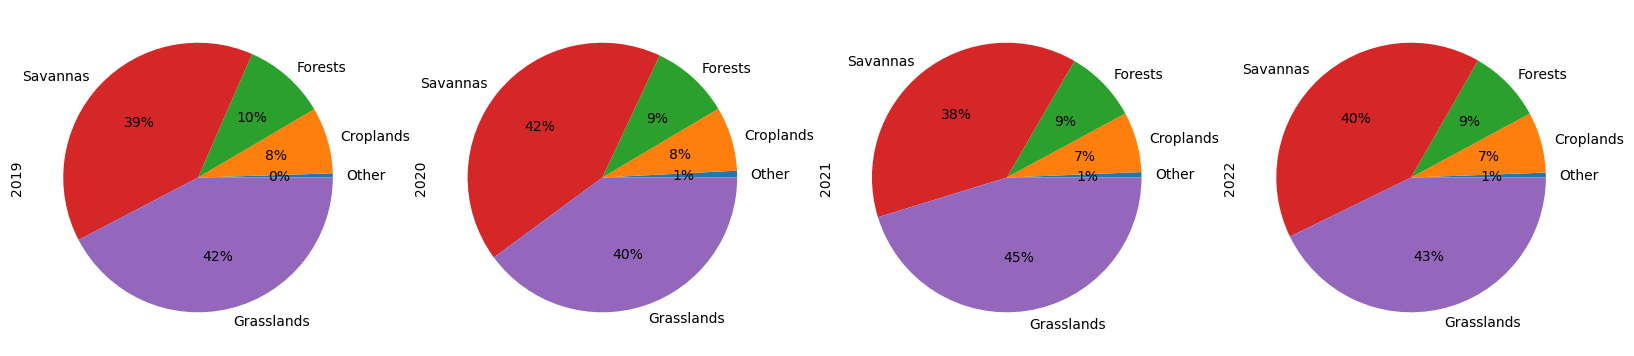 2019
Savannas
39%
Forests
10%
Croplands
8%
Other
0%
Grasslands
42%
2020
Savannas
42%
Forests
9%
Croplands
8%
Other
1%
Grasslands
40%
2021
Savannas
38%
Forests
9%
Croplands
7%
Other
1%
Grasslands
45%
2022
Savannas
40%
Forests
9%
Croplands
7%
Other
1%
Grasslands
43%